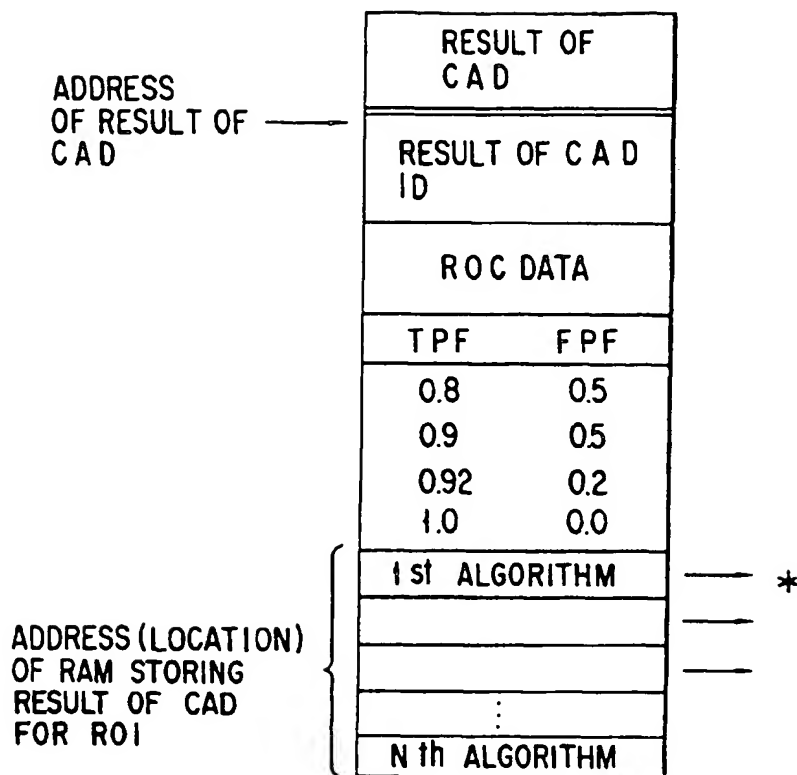 RESULT OF
CAD
ADDRESS
OF RESULT OF
CAD
RESULT OF CAD
ID
ROC DATA
TPF FPF
0.8 0.5
0.9 0.5
0.92 0.2
1.0 0.0
1st ALGORITHM
*
ADDRESS (LOCATION)
OF RAM STORING
RESULT OF CAD
FOR ROI
⋮
Nth ALGORITHM